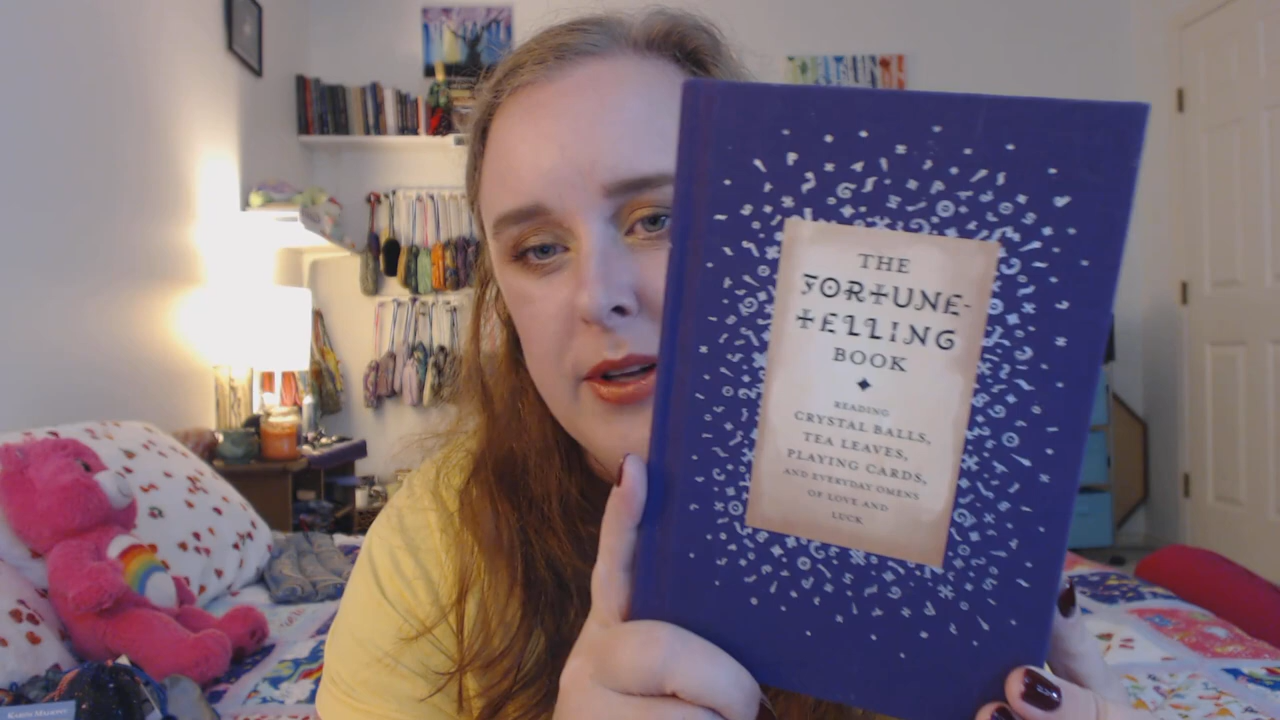 THE
FORTUNE-
TELLING
BOOK
READING
CRYSTAL BALLS,
TEA LEAVES,
PLAYING CARDS,
AND EVERYDAY OMENS
OF LOVE AND
LUCK